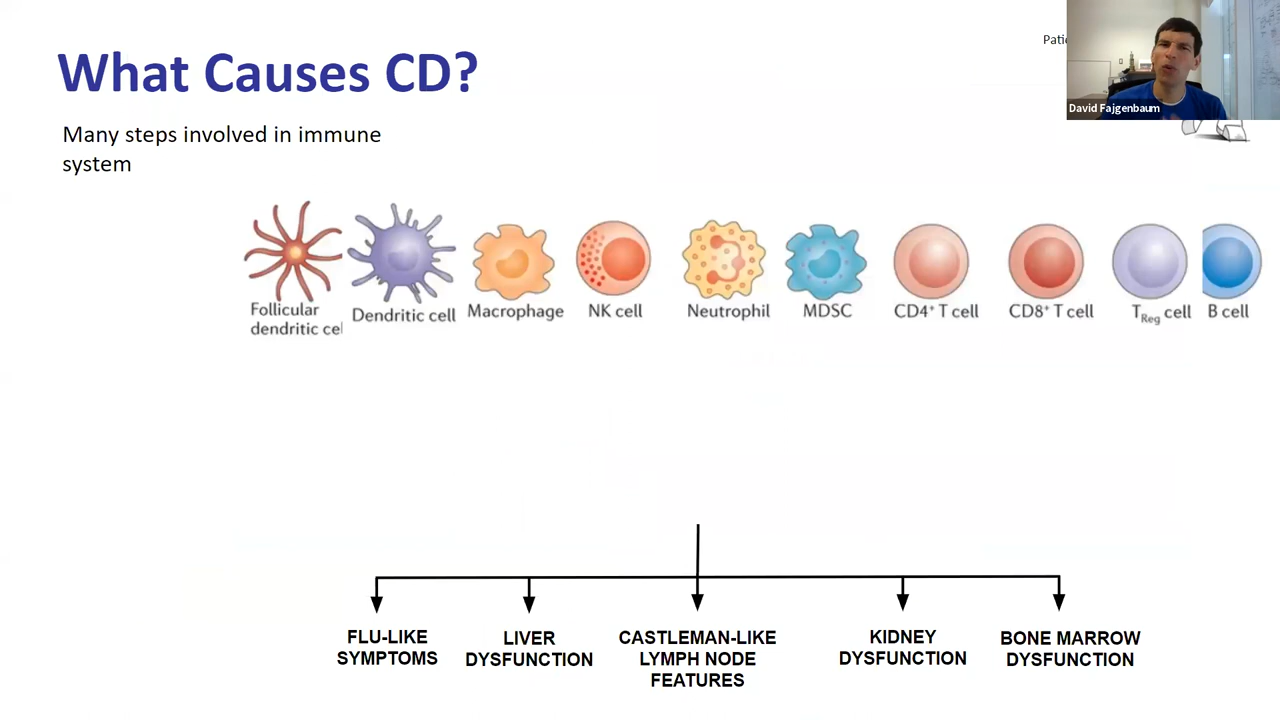 What Causes CD?
Many steps involved in immune
system
Pati
David Fajgenbaum
Follicular
dendritic cel
Dendritic cell
Macrophage
NK cell
Neutrophil
MDSC
CD4⁺ T cell
CD8⁺ T cell
TReg cell
B cell
FLU-LIKE
SYMPTOMS
LIVER
DYSFUNCTION
CASTLEMAN-LIKE
LYMPH NODE
FEATURES
KIDNEY
DYSFUNCTION
BONE MARROW
DYSFUNCTION